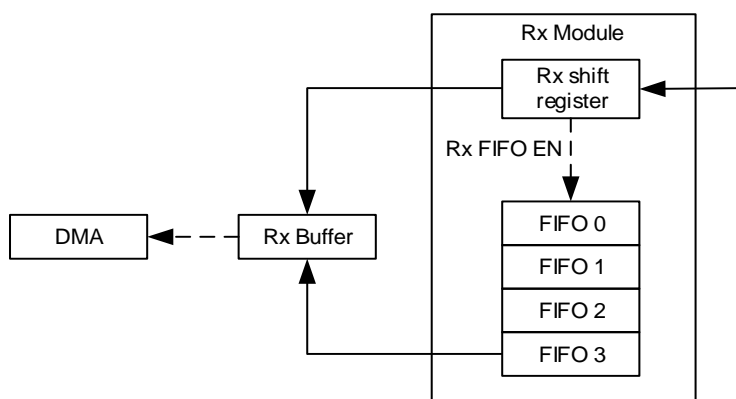 Rx Module
Rx shift
register
Rx FIFO EN
FIFO 0
DMA
Rx Buffer
FIFO 1
FIFO 2
FIFO 3